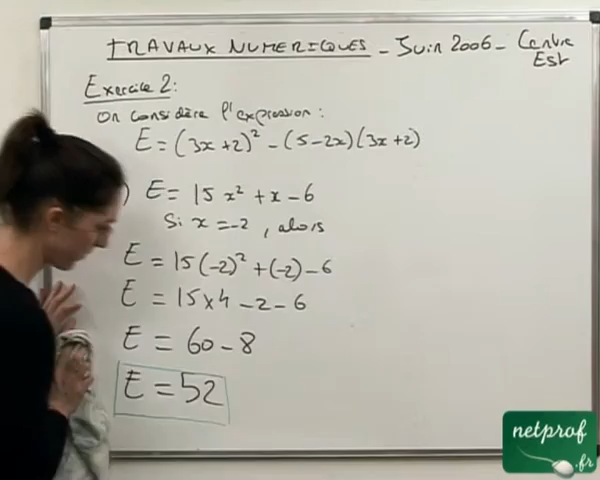 TRAVAUX NUMERIQUES - Juin 2006 - Centre
Est
Exercice 2:
On considère l'expression:
E = (3x+2)² - (5-2x)(3x+2)
) E = 15x² + x - 6
Si x = -2, alors
E = 15(-2)² + (-2) - 6
E = 15×4 - 2 - 6
E = 60 - 8
E = 52
netprof
.fr